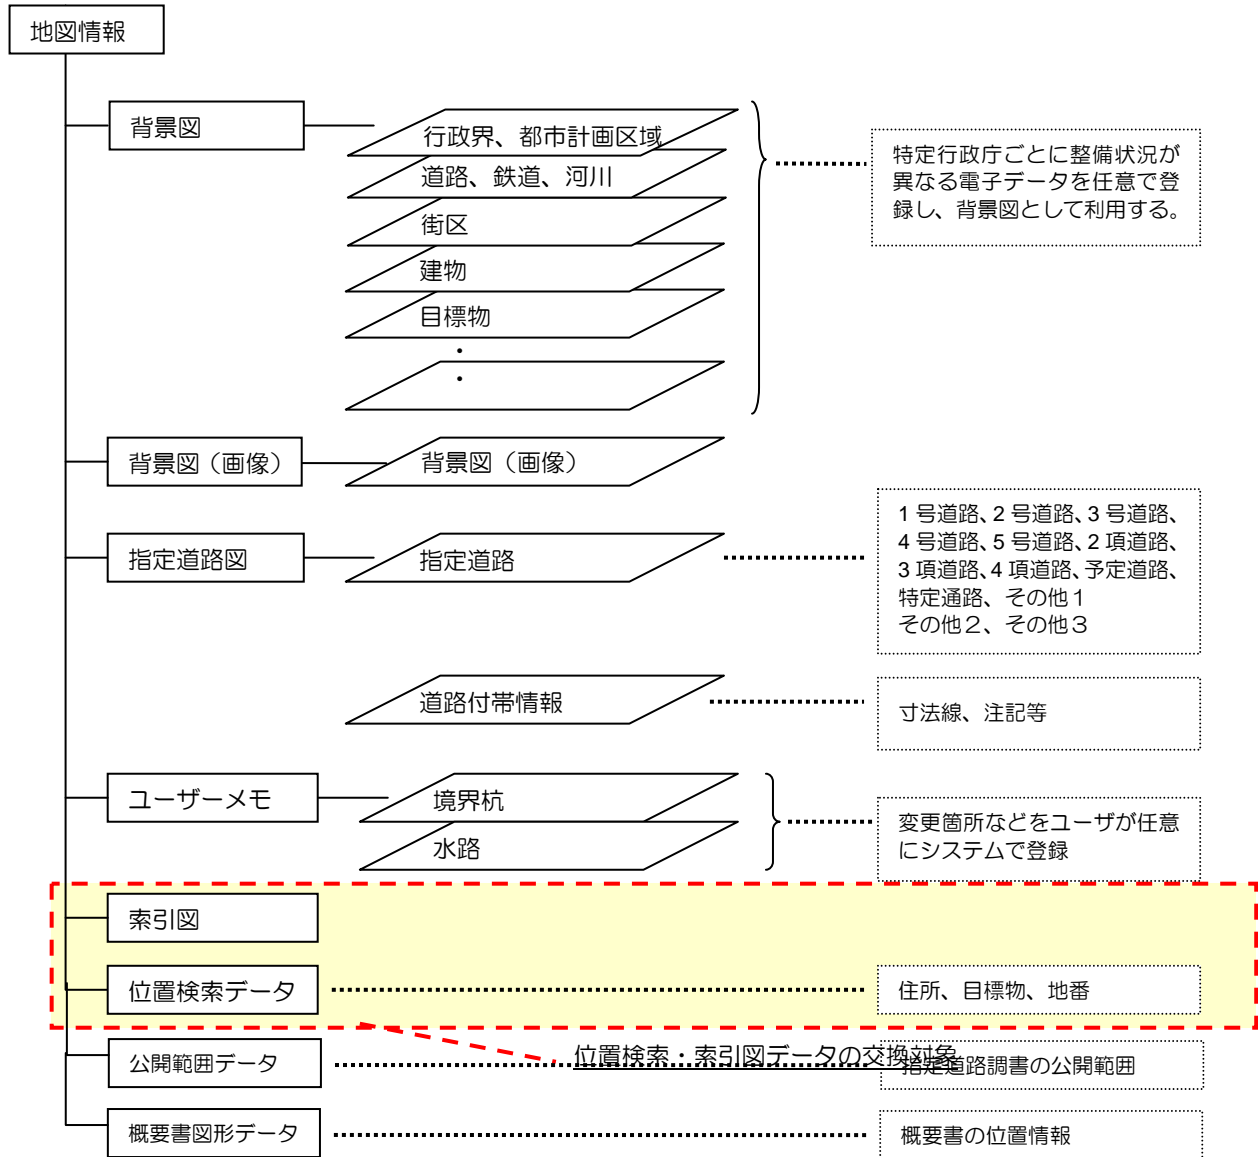 地図情報
背景図
行政界、都市計画区域
道路、鉄道、河川
街区
建物
目標物
・
・
特定行政庁ごとに整備状況が
異なる電子データを任意で登
録し、背景図として利用する。
背景図（画像）
背景図（画像）
指定道路図
指定道路
1 号道路、2 号道路、3 号道路、
4 号道路、5 号道路、2 項道路、
3 項道路、4 項道路、予定道路、
特定通路、その他１
その他２、その他３
道路付帯情報
寸法線、注記等
ユーザーメモ
境界杭
水路
変更箇所などをユーザが任意
にシステムで登録
索引図
位置検索データ
住所、目標物、地番
位置検索・索引図データの交換対象
公開範囲データ
指定道路調書の公開範囲
概要書図形データ
概要書の位置情報